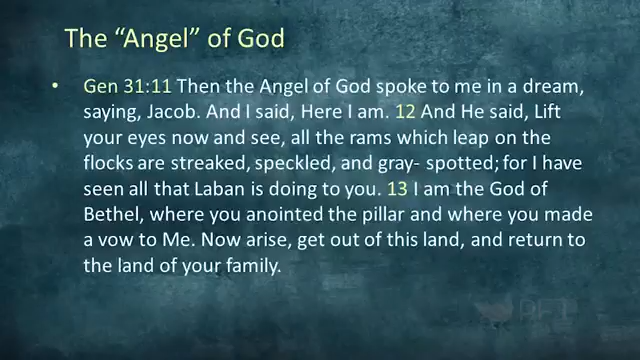 The “Angel” of God
• Gen 31:11 Then the Angel of God spoke to me in a dream,
saying, Jacob. And I said, Here I am. 12 And He said, Lift
your eyes now and see, all the rams which leap on the
flocks are streaked, speckled, and gray- spotted; for I have
seen all that Laban is doing to you. 13 I am the God of
Bethel, where you anointed the pillar and where you made
a vow to Me. Now arise, get out of this land, and return to
the land of your family.